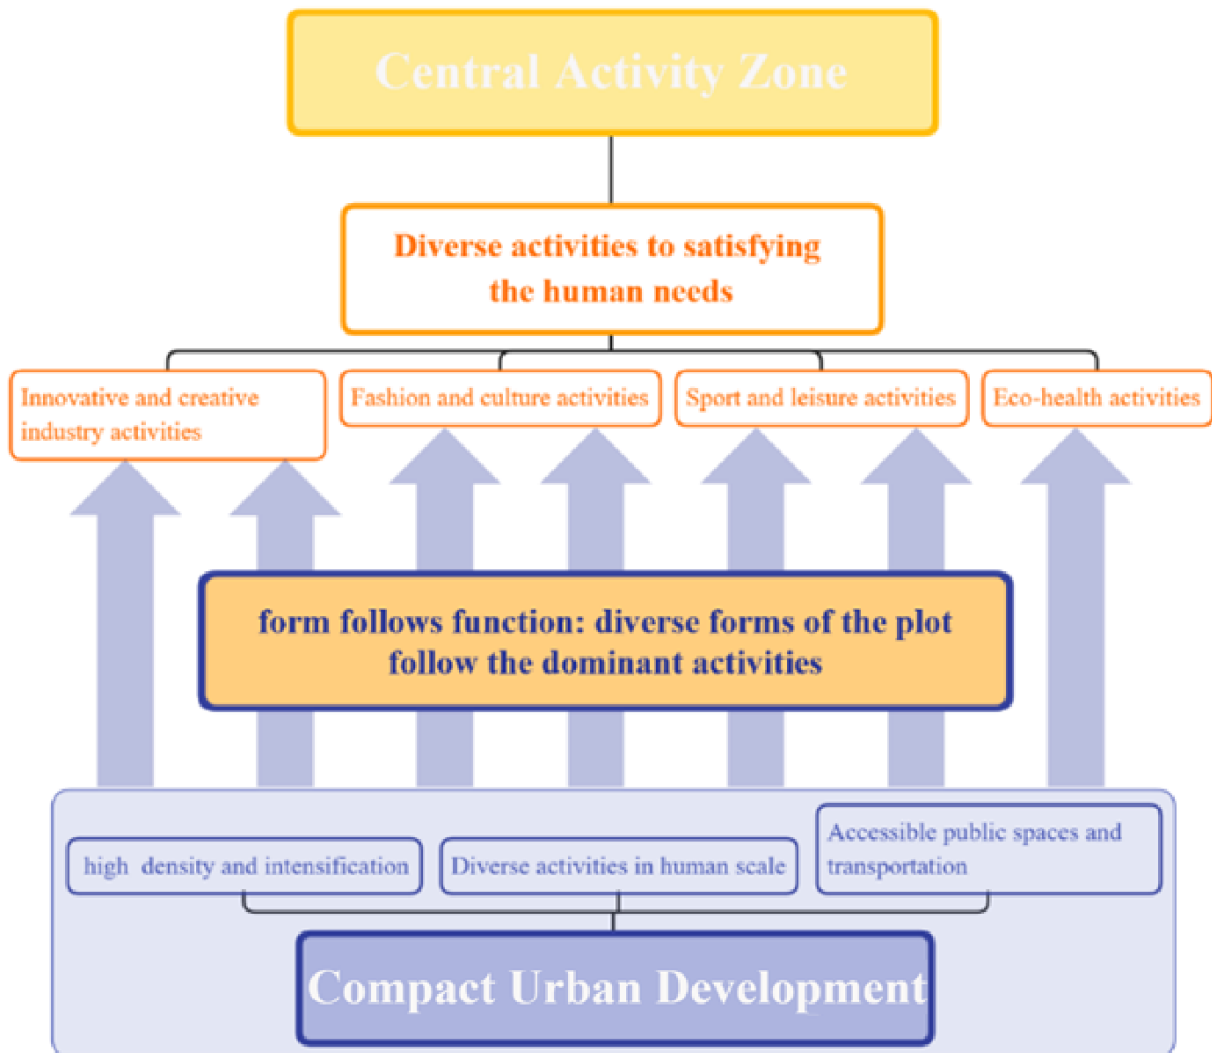 Central Activity Zone
Diverse activities to satisfying
the human needs
Innovative and creative
industry activities
Fashion and culture activities
Sport and leisure activities
Eco-health activities
form follows function: diverse forms of the plot
follow the dominant activities
high density and intensification
Diverse activities in human scale
Accessible public spaces and
transportation
Compact Urban Development